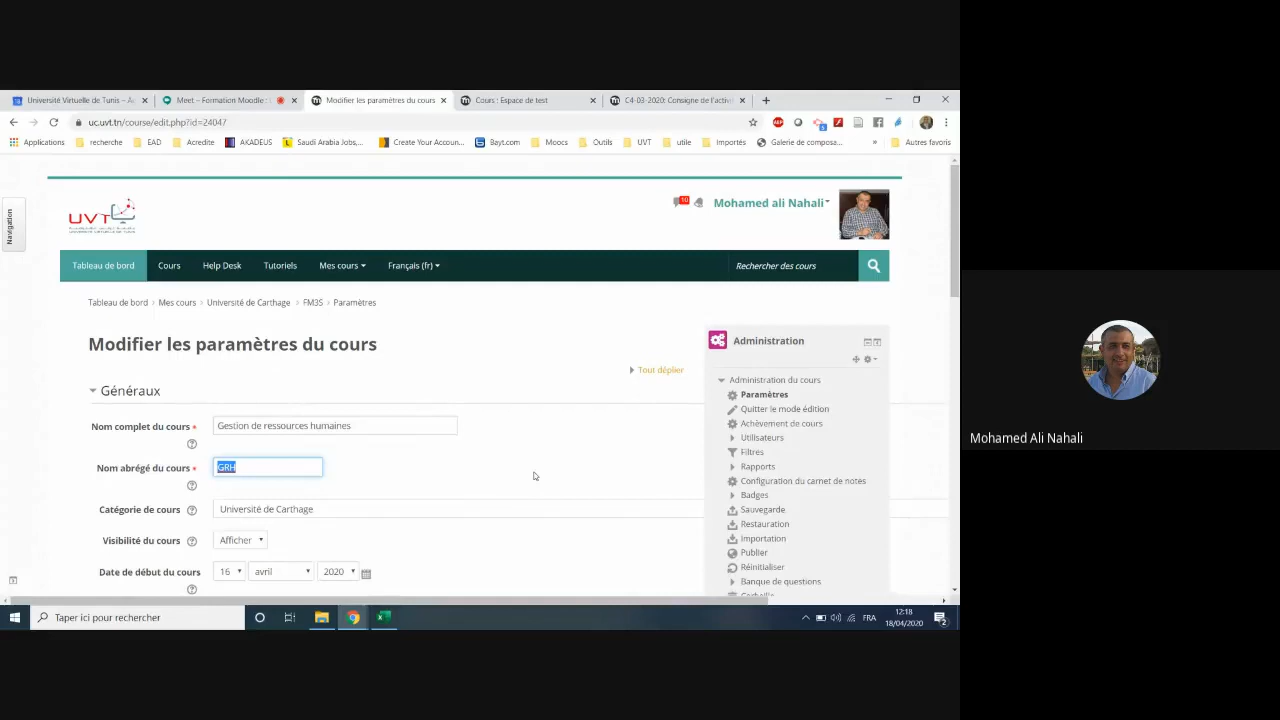 Université Virtuelle de Tunis – Ac
Meet – Formation Moodle : U
Modifier les paramètres du cours
Cours : Espace de test
C4-03-2020: Consigne de l'activ
uc.uvt.tn/course/edit.php?id=24047
Applications
recherche
EAD
Acredite
AKADEUS
Saudi Arabia Jobs,...
Create Your Accoun...
Bayt.com
Moocs
Outils
UVT
utile
Importés
Galerie de composa...
»
Autres favoris
Navigation
UVT
10
Mohamed ali Nahali
Tableau de bord
Cours
Help Desk
Tutoriels
Mes cours
Français (fr)
Rechercher des cours
Tableau de bord › Mes cours › Université de Carthage › FM3S › Paramètres
Modifier les paramètres du cours
Tout déplier
Généraux
Nom complet du cours *
Gestion de ressources humaines
Nom abrégé du cours *
GRH
Catégorie de cours
Université de Carthage
Visibilité du cours
Afficher
Date de début du cours
16
avril
2020
Administration
Administration du cours
Paramètres
Quitter le mode édition
Achèvement de cours
Utilisateurs
Filtres
Rapports
Configuration du carnet de notes
Badges
Sauvegarde
Restauration
Importation
Publier
Réinitialiser
Banque de questions
Corbeille
Taper ici pour rechercher
FRA
12:18
18/04/2020
2
Mohamed Ali Nahali